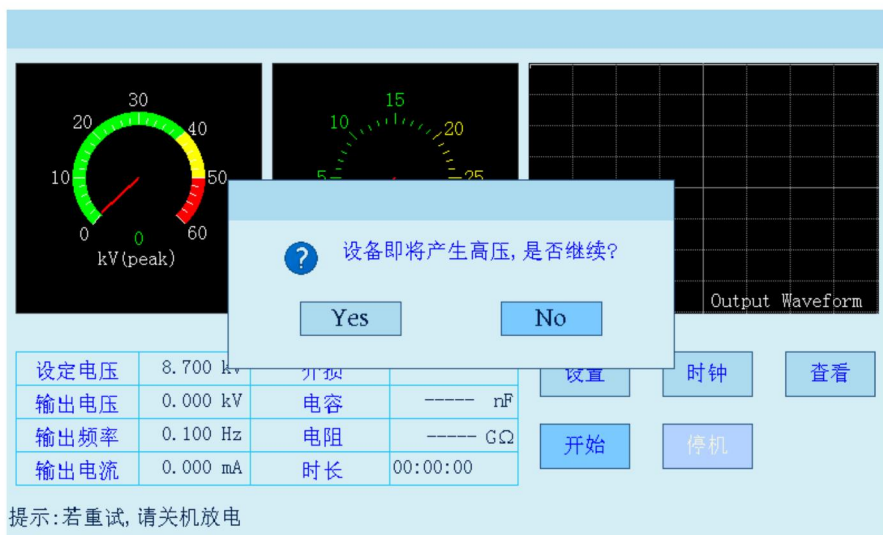 30
20
40
10
50
0
0
60
kV(peak)
15
10
20
5
25
Output Waveform
设备即将产生高压,是否继续?
Yes
No
设定电压 8.700 kV 介损
输出电压 0.000 kV 电容 ----- nF
输出频率 0.100 Hz 电阻 ----- GΩ
输出电流 0.000 mA 时长 00:00:00
设置 时钟 查看
开始 停机
提示:若重试,请关机放电